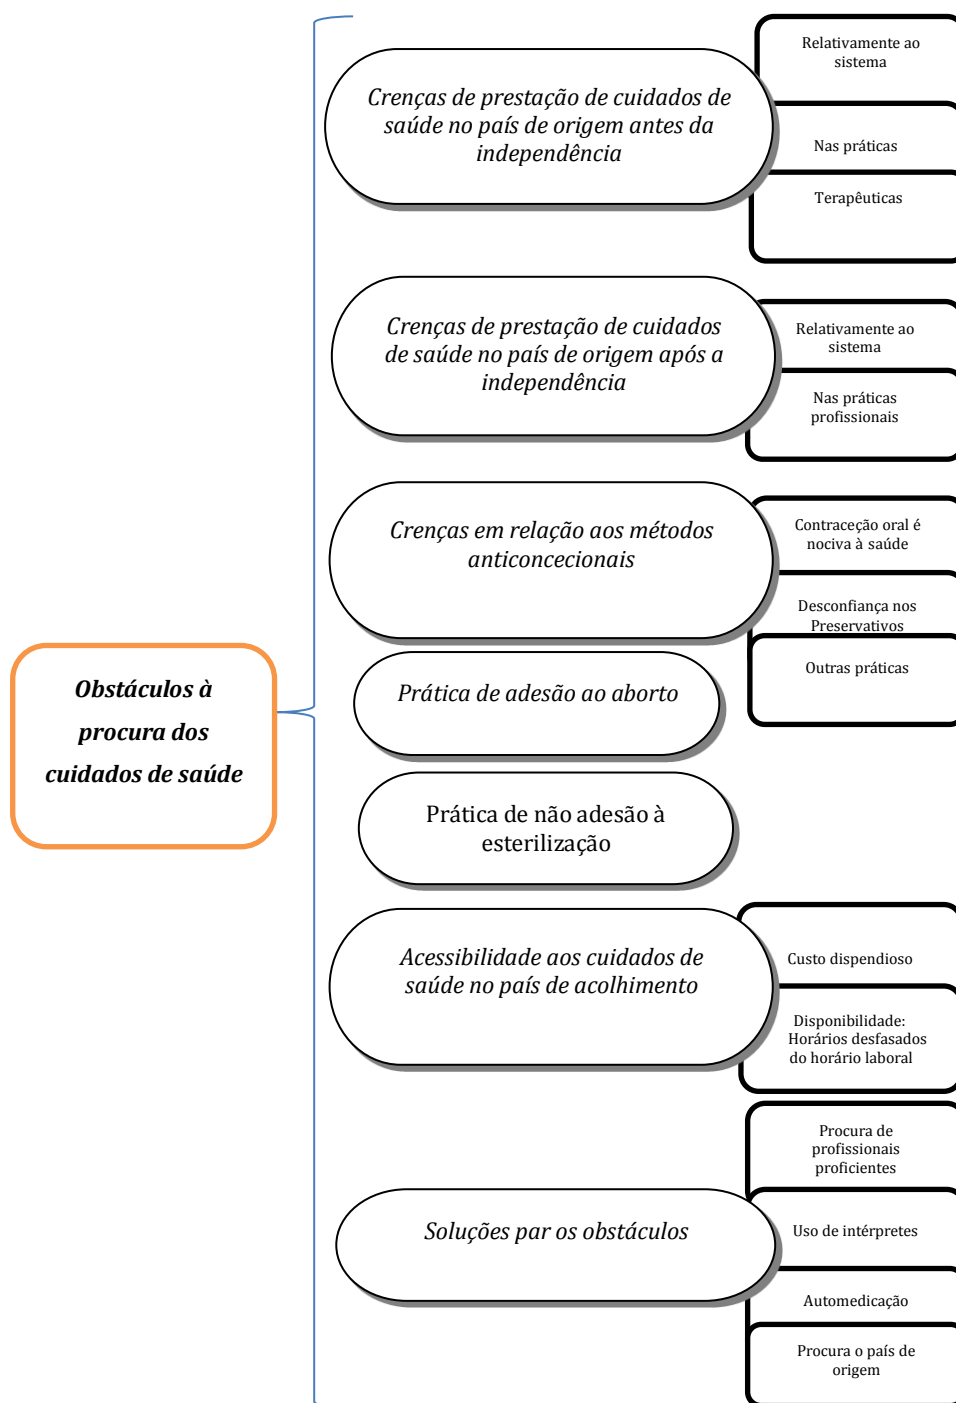 Obstáculos à
procura dos
cuidados de saúde
Crenças de prestação de cuidados de
saúde no país de origem antes da
independência
Relativamente ao
sistema
Nas práticas
Terapêuticas
Crenças de prestação de cuidados
de saúde no país de origem após a
independência
Relativamente ao
sistema
Nas práticas
profissionais
Crenças em relação aos métodos
anticoncecionais
Contraceção oral é
nociva à saúde
Desconfiança nos
Preservativos
Outras práticas
Prática de adesão ao aborto
Prática de não adesão à
esterilização
Acessibilidade aos cuidados de
saúde no país de acolhimento
Custo dispendioso
Disponibilidade:
Horários desfasados
do horário laboral
Soluções par os obstáculos
Procura de
profissionais
proficientes
Uso de intérpretes
Automedicação
Procura o país de
origem